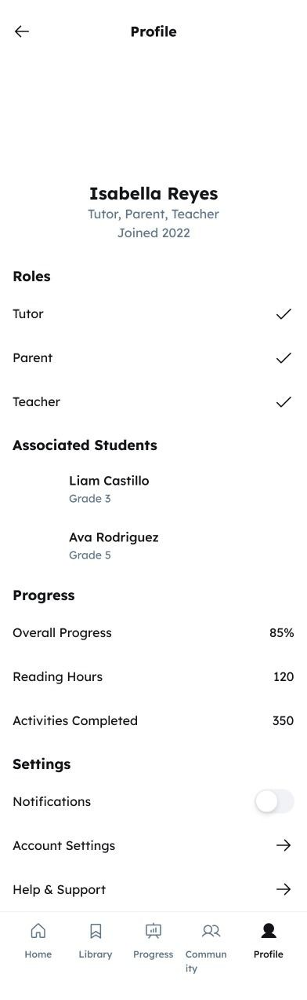 Profile
Isabella Reyes
Tutor, Parent, Teacher
Joined 2022
Roles
Tutor
Parent
Teacher
Associated Students
Liam Castillo
Grade 3
Ava Rodriguez
Grade 5
Progress
Overall Progress 85%
Reading Hours 120
Activities Completed 350
Settings
Notifications
Account Settings
Help & Support
Home Library Progress Commun Profile
ity